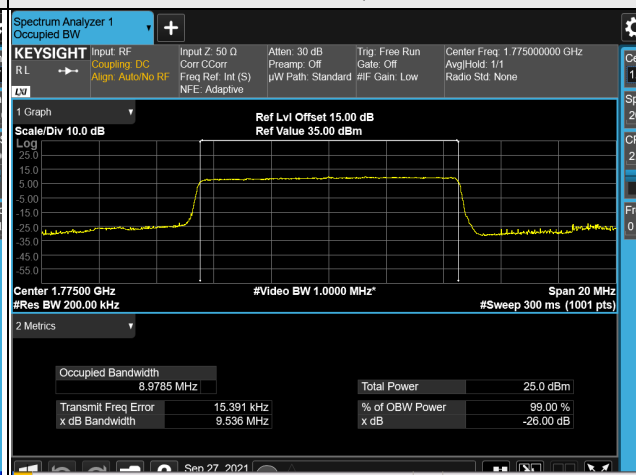 Spectrum Analyzer 1
Occupied BW
+
KEYSIGHT
RL
LXI
Input: RF
Coupling: DC
Align: Auto/No RF
Input Z: 50 Ω
Corr CCorr
Freq Ref: Int (S)
NFE: Adaptive
Atten: 30 dB
Preamp: Off
µW Path: Standard
Trig: Free Run
Gate: Off
#IF Gain: Low
Center Freq: 1.775000000 GHz
Avg|Hold: 1/1
Radio Std: None
1 Graph
Scale/Div 10.0 dB
Ref Lvl Offset 15.00 dB
Ref Value 35.00 dBm
Log
25.0
15.0
5.00
-5.00
-15.0
-25.0
-35.0
-45.0
-55.0
Center 1.77500 GHz
#Res BW 200.00 kHz
#Video BW 1.0000 MHz*
Span 20 MHz
#Sweep 300 ms (1001 pts)
2 Metrics
Occupied Bandwidth
8.9785 MHz
Total Power 25.0 dBm
Transmit Freq Error 15.391 kHz
% of OBW Power 99.00 %
x dB Bandwidth 9.536 MHz
x dB -26.00 dB
Sep 27, 2021